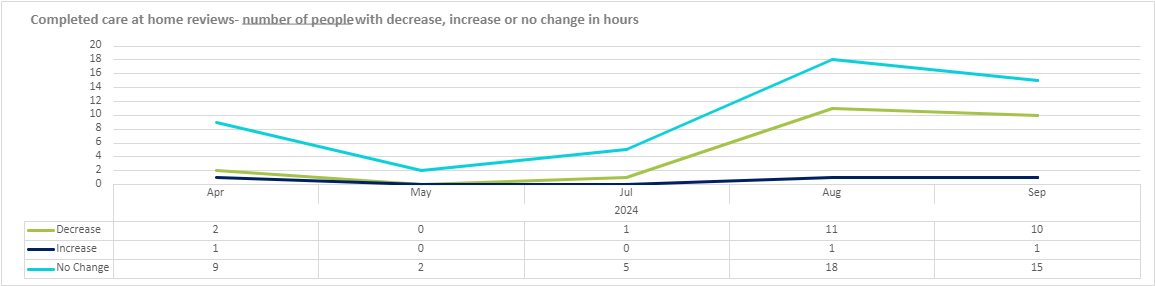 Completed care at home reviews- number of people with decrease, increase or no change in hours
20
18
16
14
12
10
8
6
4
2
0
Apr May Jul Aug Sep
2024
Decrease 2 0 1 11 10
Increase 1 0 0 1 1
No Change 9 2 5 18 15